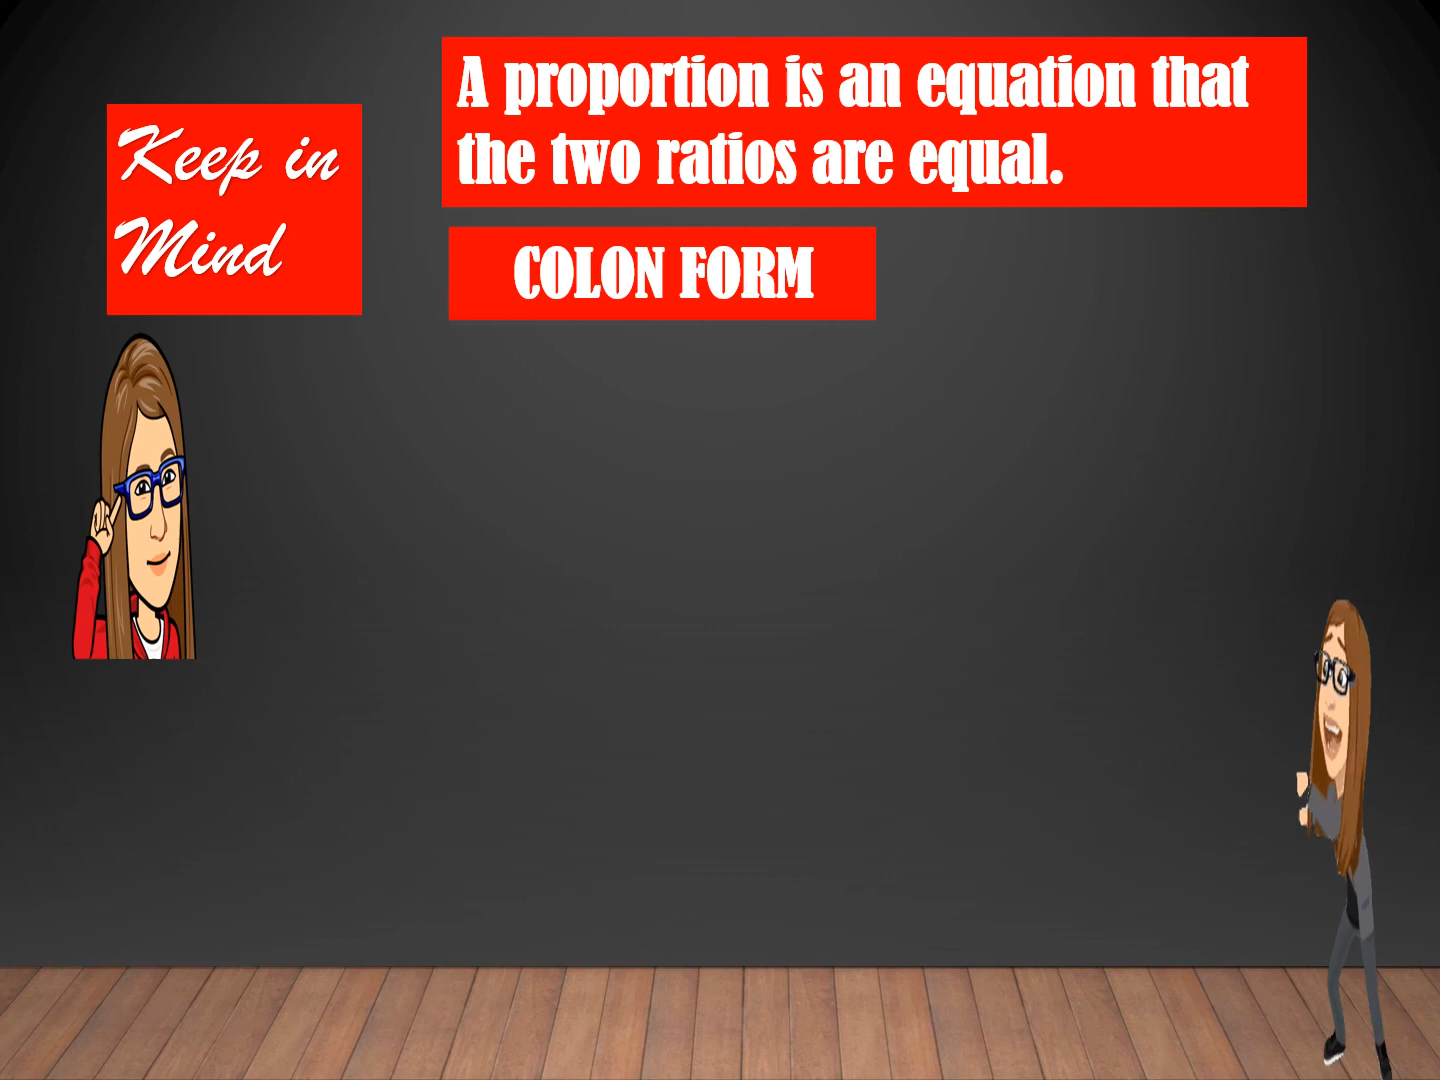 Keep in
Mind
A proportion is an equation that
the two ratios are equal.
COLON FORM